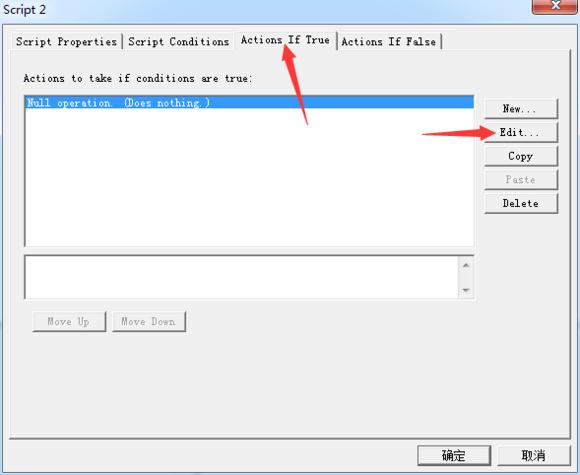 Script 2
Script Properties
Script Conditions
Actions If True
Actions If False
Actions to take if conditions are true:
Null operation. (Does nothing.)
New...
Edit...
Copy
Paste
Delete
Move Up
Move Down
确定
取消